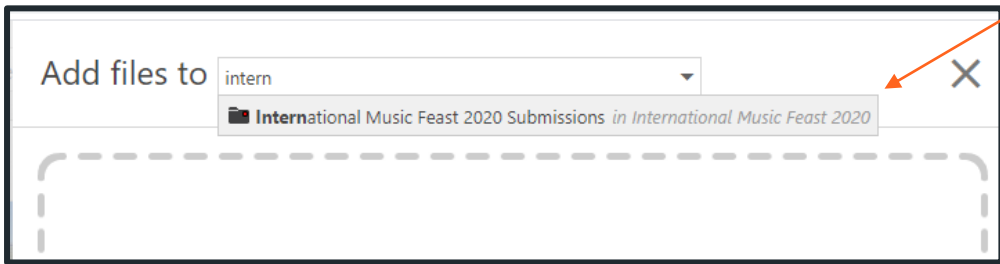 Add files to intern
International Music Feast 2020 Submissions in International Music Feast 2020